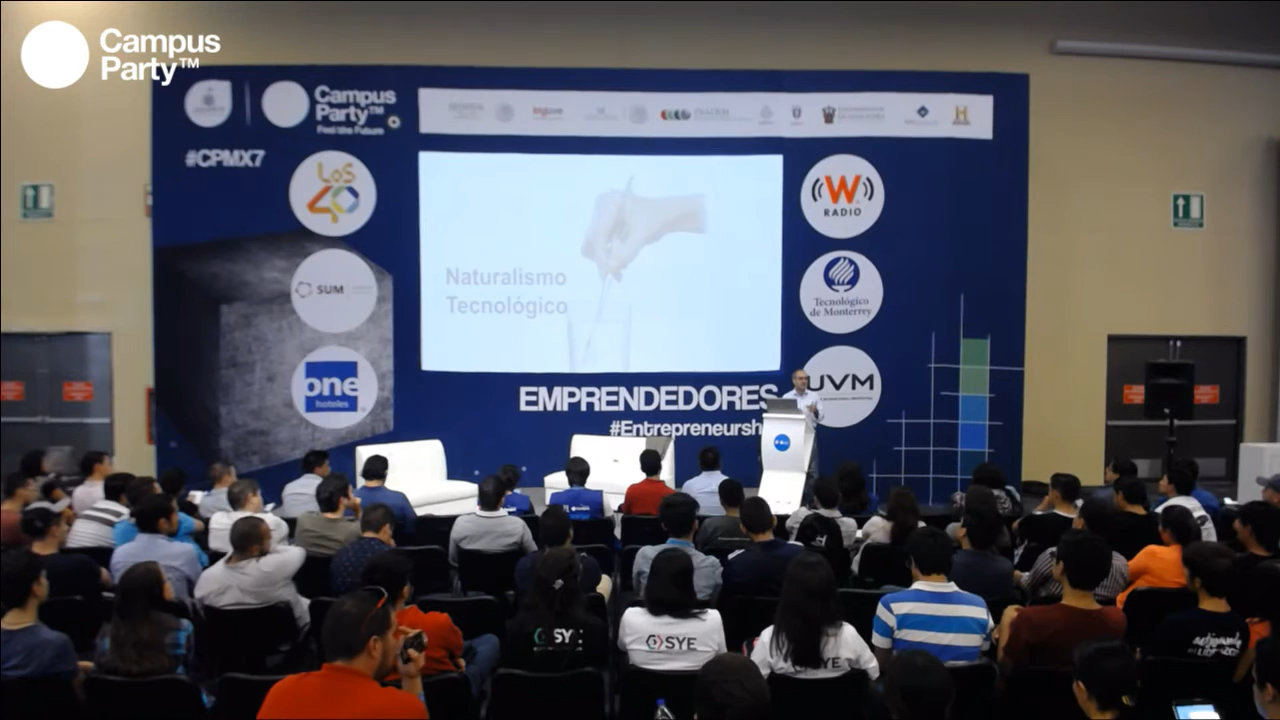 Campus
Party™
Campus
Party™
Feel the Future
#CPMX7
LOS
40
W
RADIO
SUM
Tecnológico
de Monterrey
one
hoteles
UVM
Naturalismo
Tecnológico
EMPRENDEDORES
#Entrepreneursh
SYE
SYE
SYE